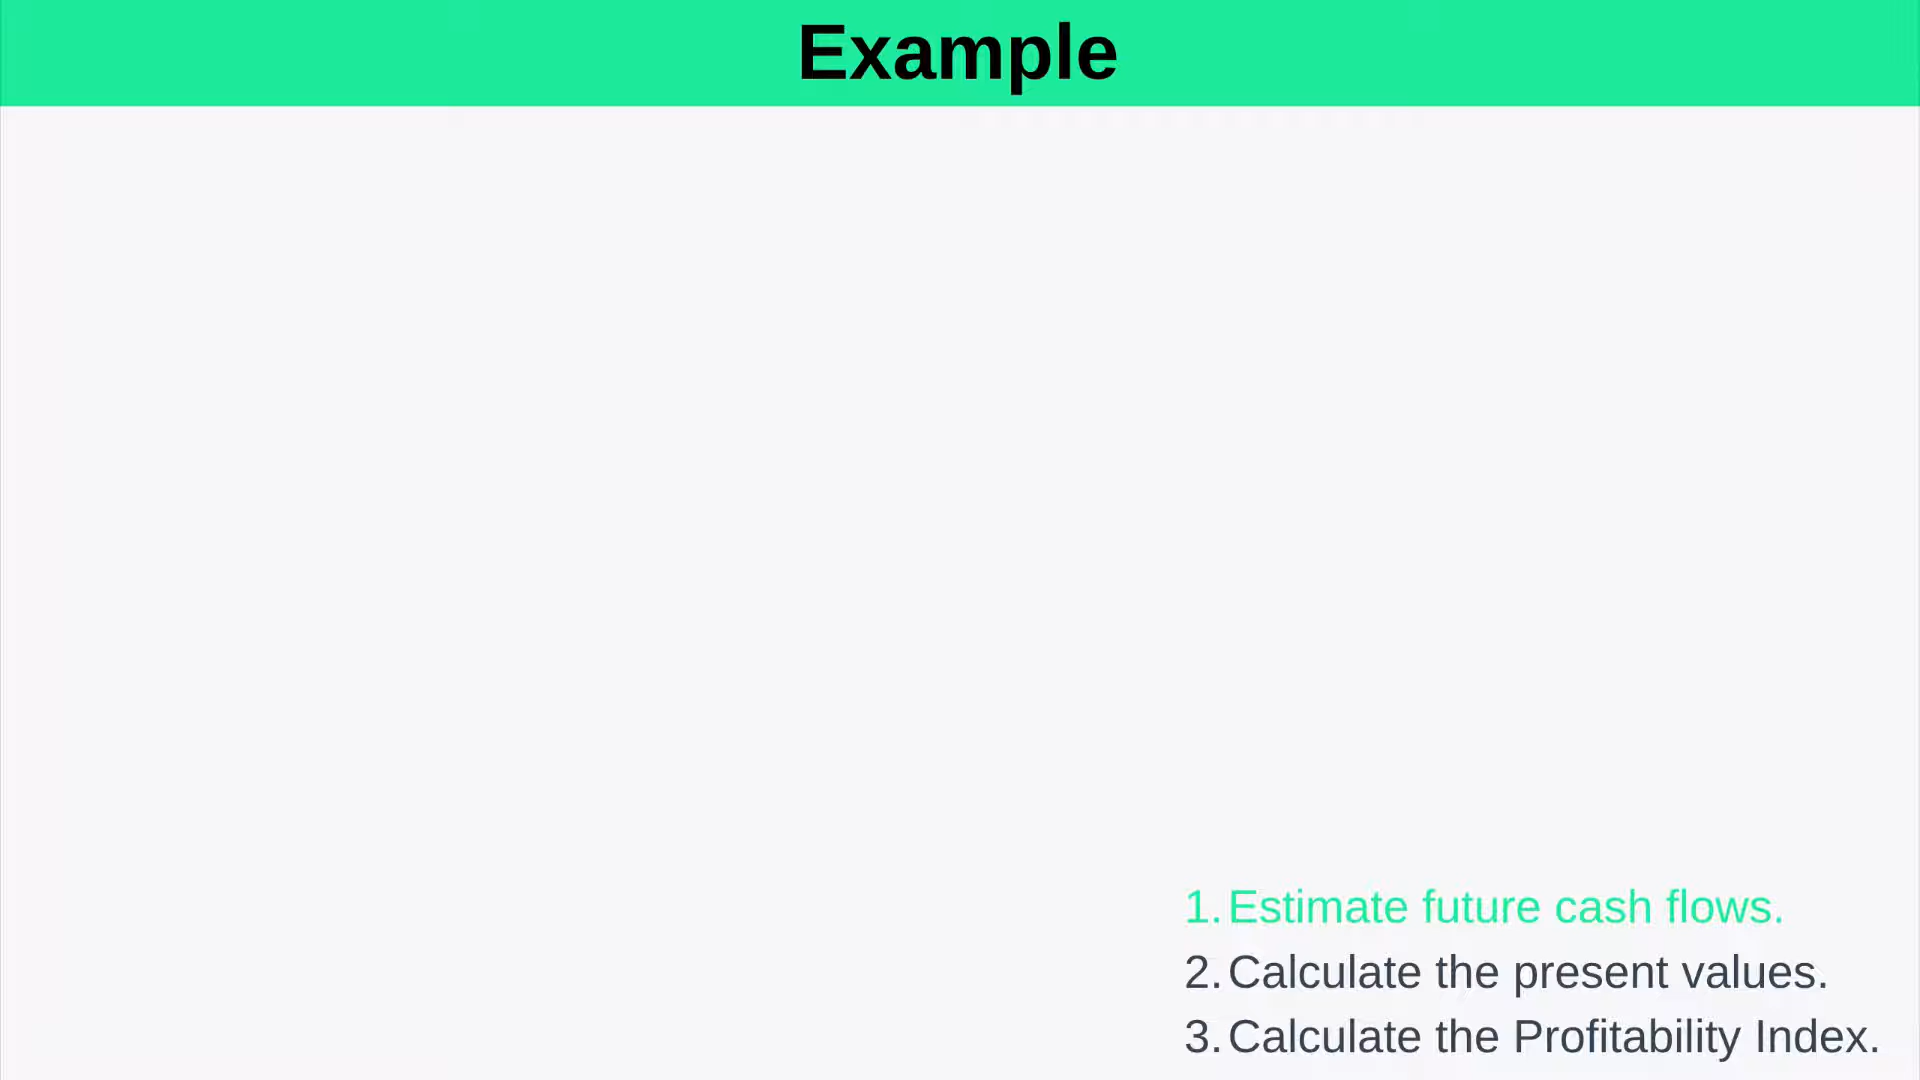 Example
1. Estimate future cash flows.
2. Calculate the present values.
3. Calculate the Profitability Index.